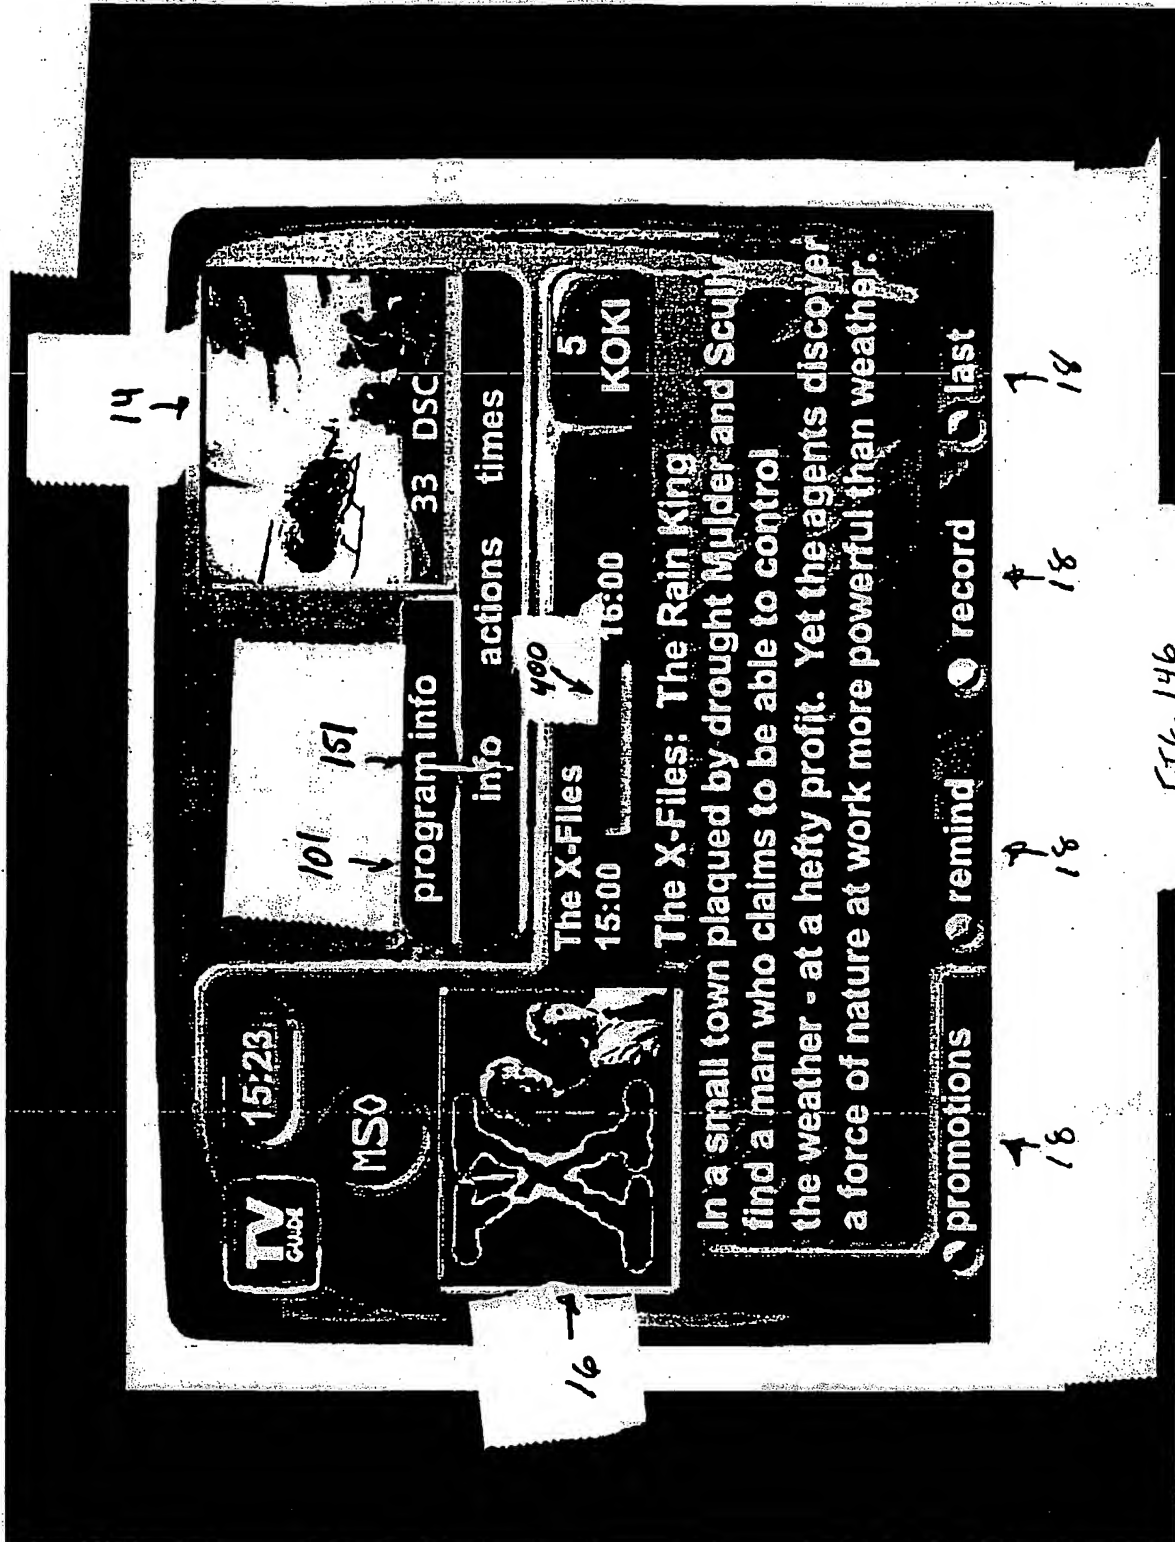 14
101
151
TV
GUIDE
15:23
MSO
program info
33 DSC
info actions times
400
The X-Files
5
15:00
16:00
KOKI
16
The X-Files: The Rain King
In a small town plaqued by drought Mulder and Scully
find a man who claims to be able to control
the weather - at a hefty profit. Yet the agents discover
a force of nature at work more powerful than weather.
promotions remind record last
18 18 18 18
FIG. 14b